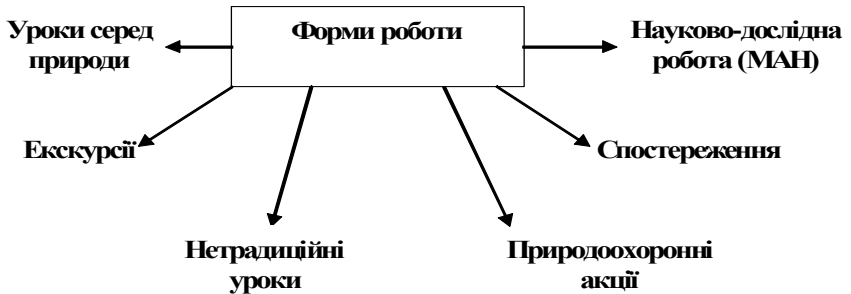 Форми роботи
Уроки серед
природи
Науково-дослідна
робота (МАН)
Екскурсії
Спостереження
Нетрадиційні
уроки
Природоохоронні
акції